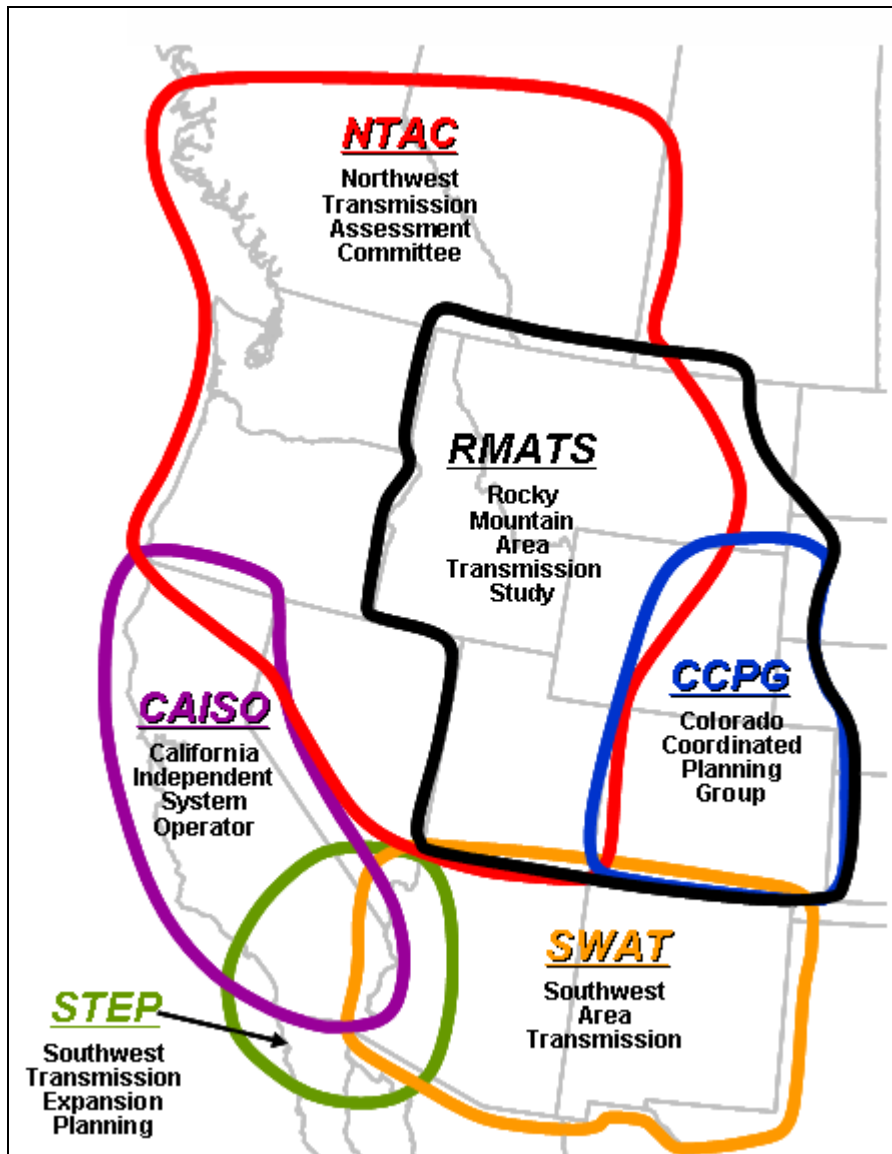 NTAC
Northwest
Transmission
Assessment
Committee
RMATS
Rocky
Mountain
Area
Transmission
Study
CCPG
Colorado
Coordinated
Planning
Group
CAISO
California
Independent
System
Operator
SWAT
Southwest
Area
Transmission
STEP
Southwest
Transmission
Expansion
Planning